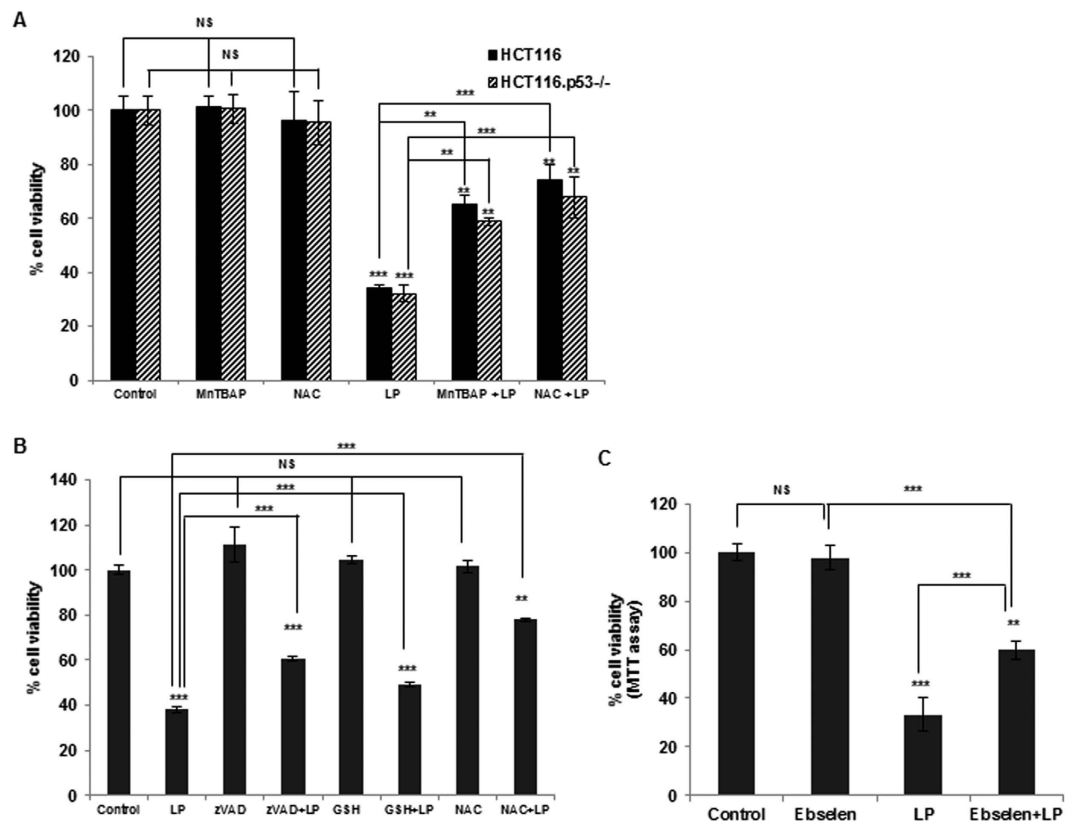 A
NS
NS
120
100
80
60
40
20
0
% cell viability
HCT116
HCT116.p53-/-
***
**
***
**
**
**
**
**
***
***
Control
MnTBAP
NAC
LP
MnTBAP + LP
NAC + LP
B
***
NS
***
***
140
120
100
80
60
40
20
0
% cell viability
***
***
***
**
Control
LP
zVAD
zVAD+LP
GSH
GSH+LP
NAC
NAC+LP
C
NS
***
***
**
***
120
100
80
60
40
20
0
% cell viability
(MTT assay)
Control
Ebselen
LP
Ebselen+LP